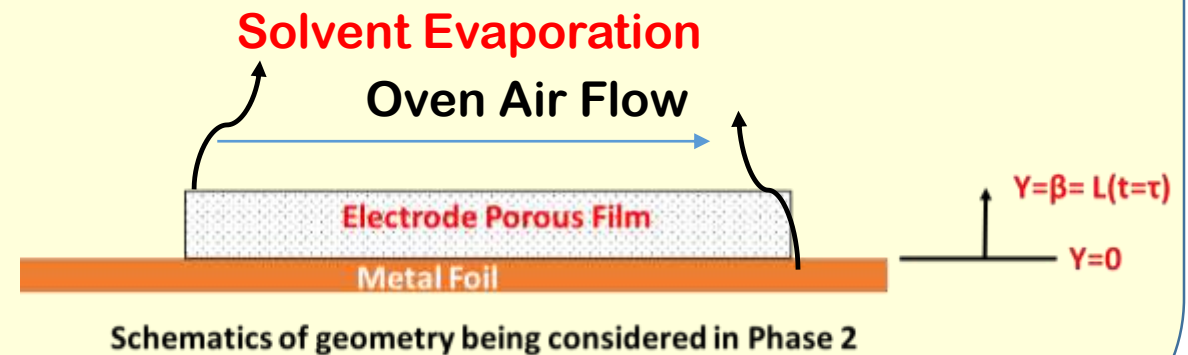 Solvent Evaporation
Oven Air Flow
Y=β= L(t=τ)
Electrode Porous Film
Y=0
Metal Foil
Schematics of geometry being considered in Phase 2